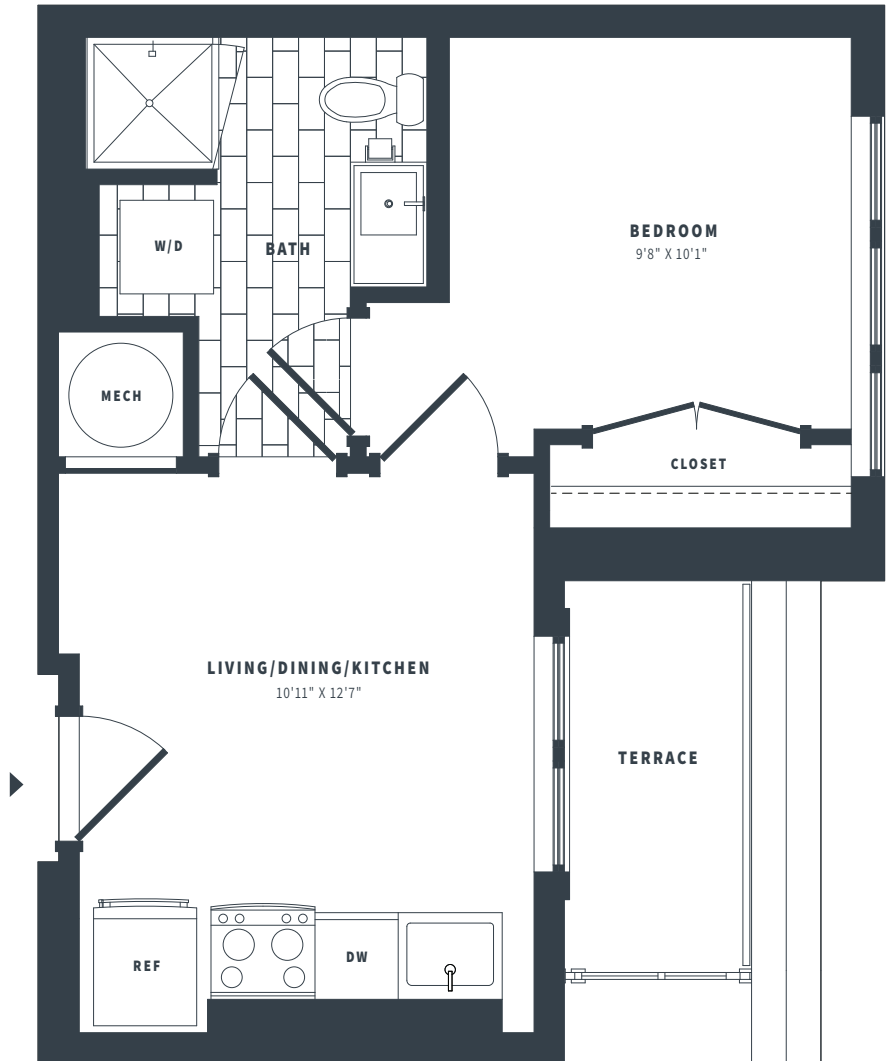 BEDROOM
9'8" X 10'1"
W/D
BATH
MECH
CLOSET
LIVING/DINING/KITCHEN
10'11" X 12'7"
TERRACE
REF
DW